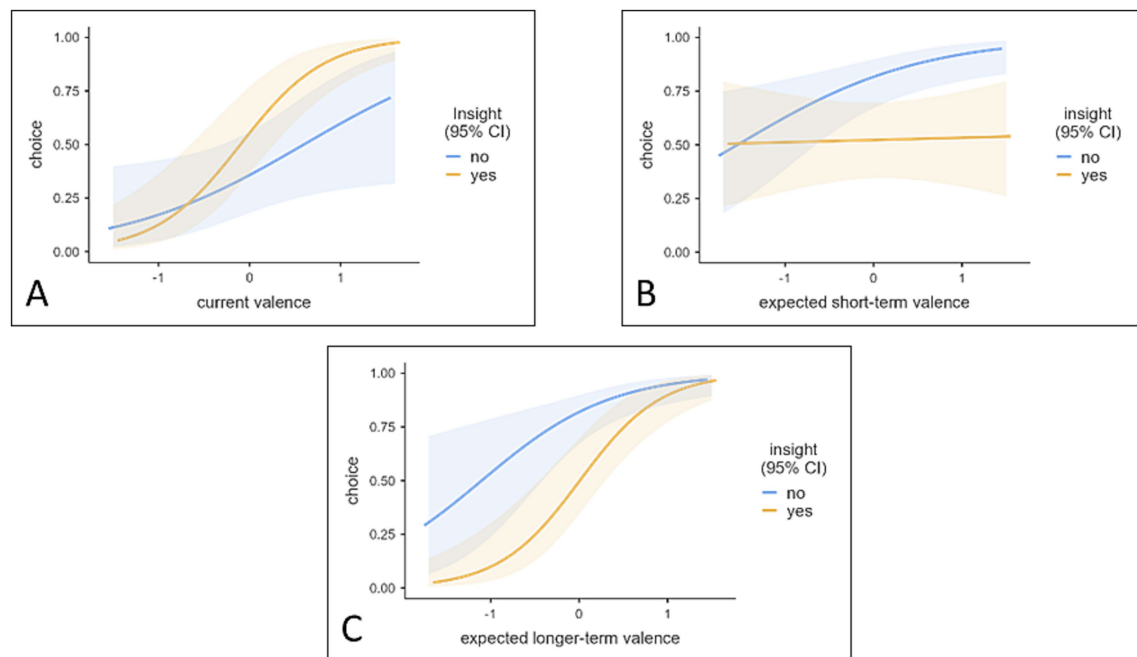 1.00
0.75
0.50
0.25
0.00
choice
-1
0
1
current valence
Insight
(95% CI)
no
yes
A
1.00
0.75
0.50
0.25
0.00
choice
-1
0
1
expected short-term valence
insight
(95% CI)
no
yes
B
1.00
0.75
0.50
0.25
0.00
choice
-1
0
1
expected longer-term valence
insight
(95% CI)
no
yes
C